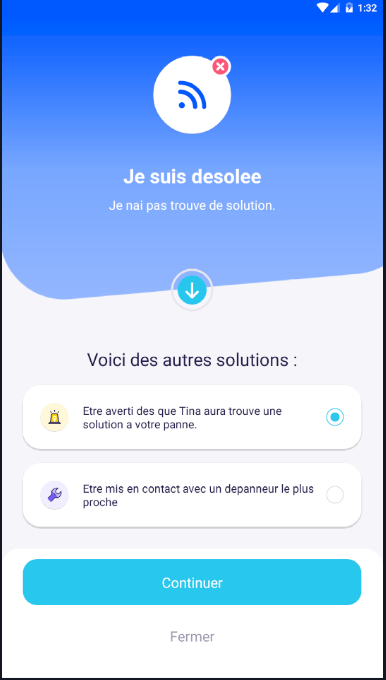 1:32
Je suis desolee
Je nai pas trouve de solution.
Voici des autres solutions :
Etre averti des que Tina aura trouve une
solution a votre panne.
Etre mis en contact avec un depanneur le plus
proche
Continuer
Fermer